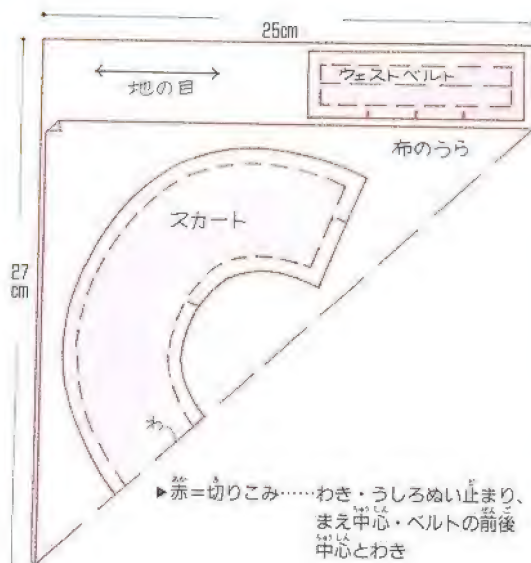 25cm
ウェストベルト
地の目
布のうら
スカート
27
cm
わ
▶赤=切りこみ……わき・うしろぬい止まり、
まえ中心・ベルトの前後
中心とわき